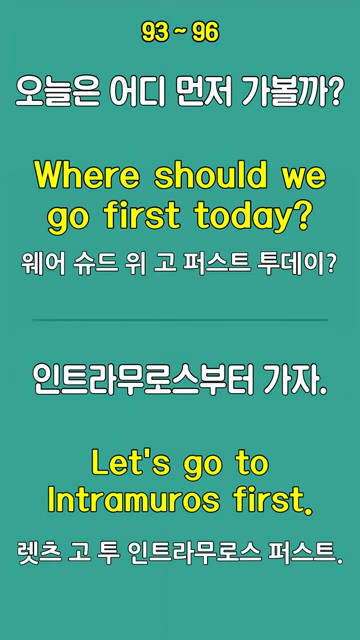 93 ~ 96
오늘은 어디 먼저 가볼까?
Where should we
go first today?
웨어 슈드 위 고 퍼스트 투데이?
인트라무로스부터 가자.
Let's go to
Intramuros first.
렛츠 고 투 인트라무로스 퍼스트.